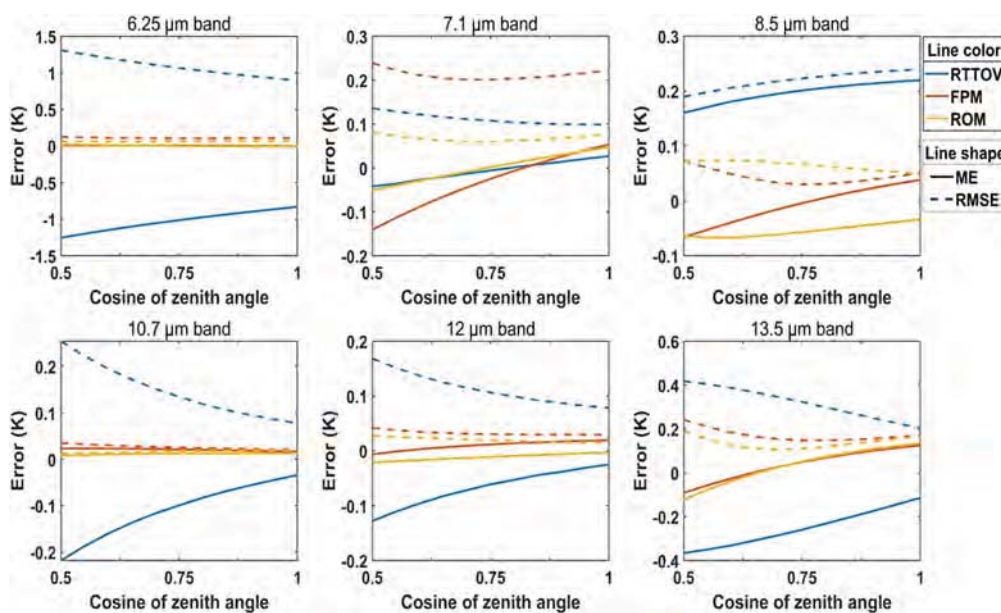 6.25 µm band
1.5
1
0.5
0
-0.5
-1
-1.5
Error (K)
0.5
0.75
1
Cosine of zenith angle
7.1 µm band
0.3
0.2
0.1
0
-0.1
-0.2
Error (K)
0.5
0.75
1
Cosine of zenith angle
8.5 µm band
0.3
0.2
0.1
0
-0.1
Error (K)
0.5
0.75
1
Cosine of zenith angle
Line color
RTTOV
FPM
ROM
Line shape
ME
RMSE
10.7 µm band
0.2
0.1
0
-0.1
-0.2
Error (K)
0.5
0.75
1
Cosine of zenith angle
12 µm band
0.2
0.1
0
-0.1
-0.2
Error (K)
0.5
0.75
1
Cosine of zenith angle
13.5 µm band
0.6
0.4
0.2
0
-0.2
-0.4
Error (K)
0.5
0.75
1
Cosine of zenith angle